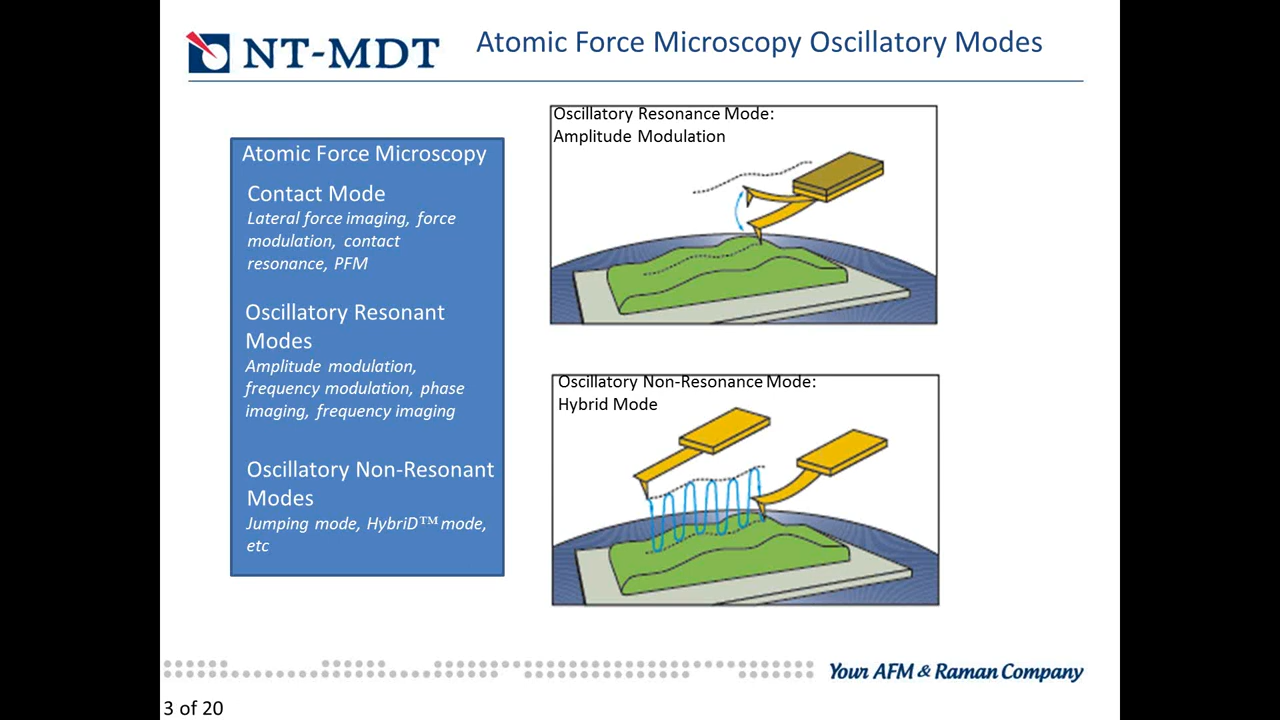 NT-MDT
Atomic Force Microscopy Oscillatory Modes
Atomic Force Microscopy
Contact Mode
Lateral force imaging, force
modulation, contact
resonance, PFM
Oscillatory Resonant
Modes
Amplitude modulation,
frequency modulation, phase
imaging, frequency imaging
Oscillatory Non-Resonant
Modes
Jumping mode, HybriD™ mode,
etc
Oscillatory Resonance Mode:
Amplitude Modulation
Oscillatory Non-Resonance Mode:
Hybrid Mode
Your AFM & Raman Company
3 of 20